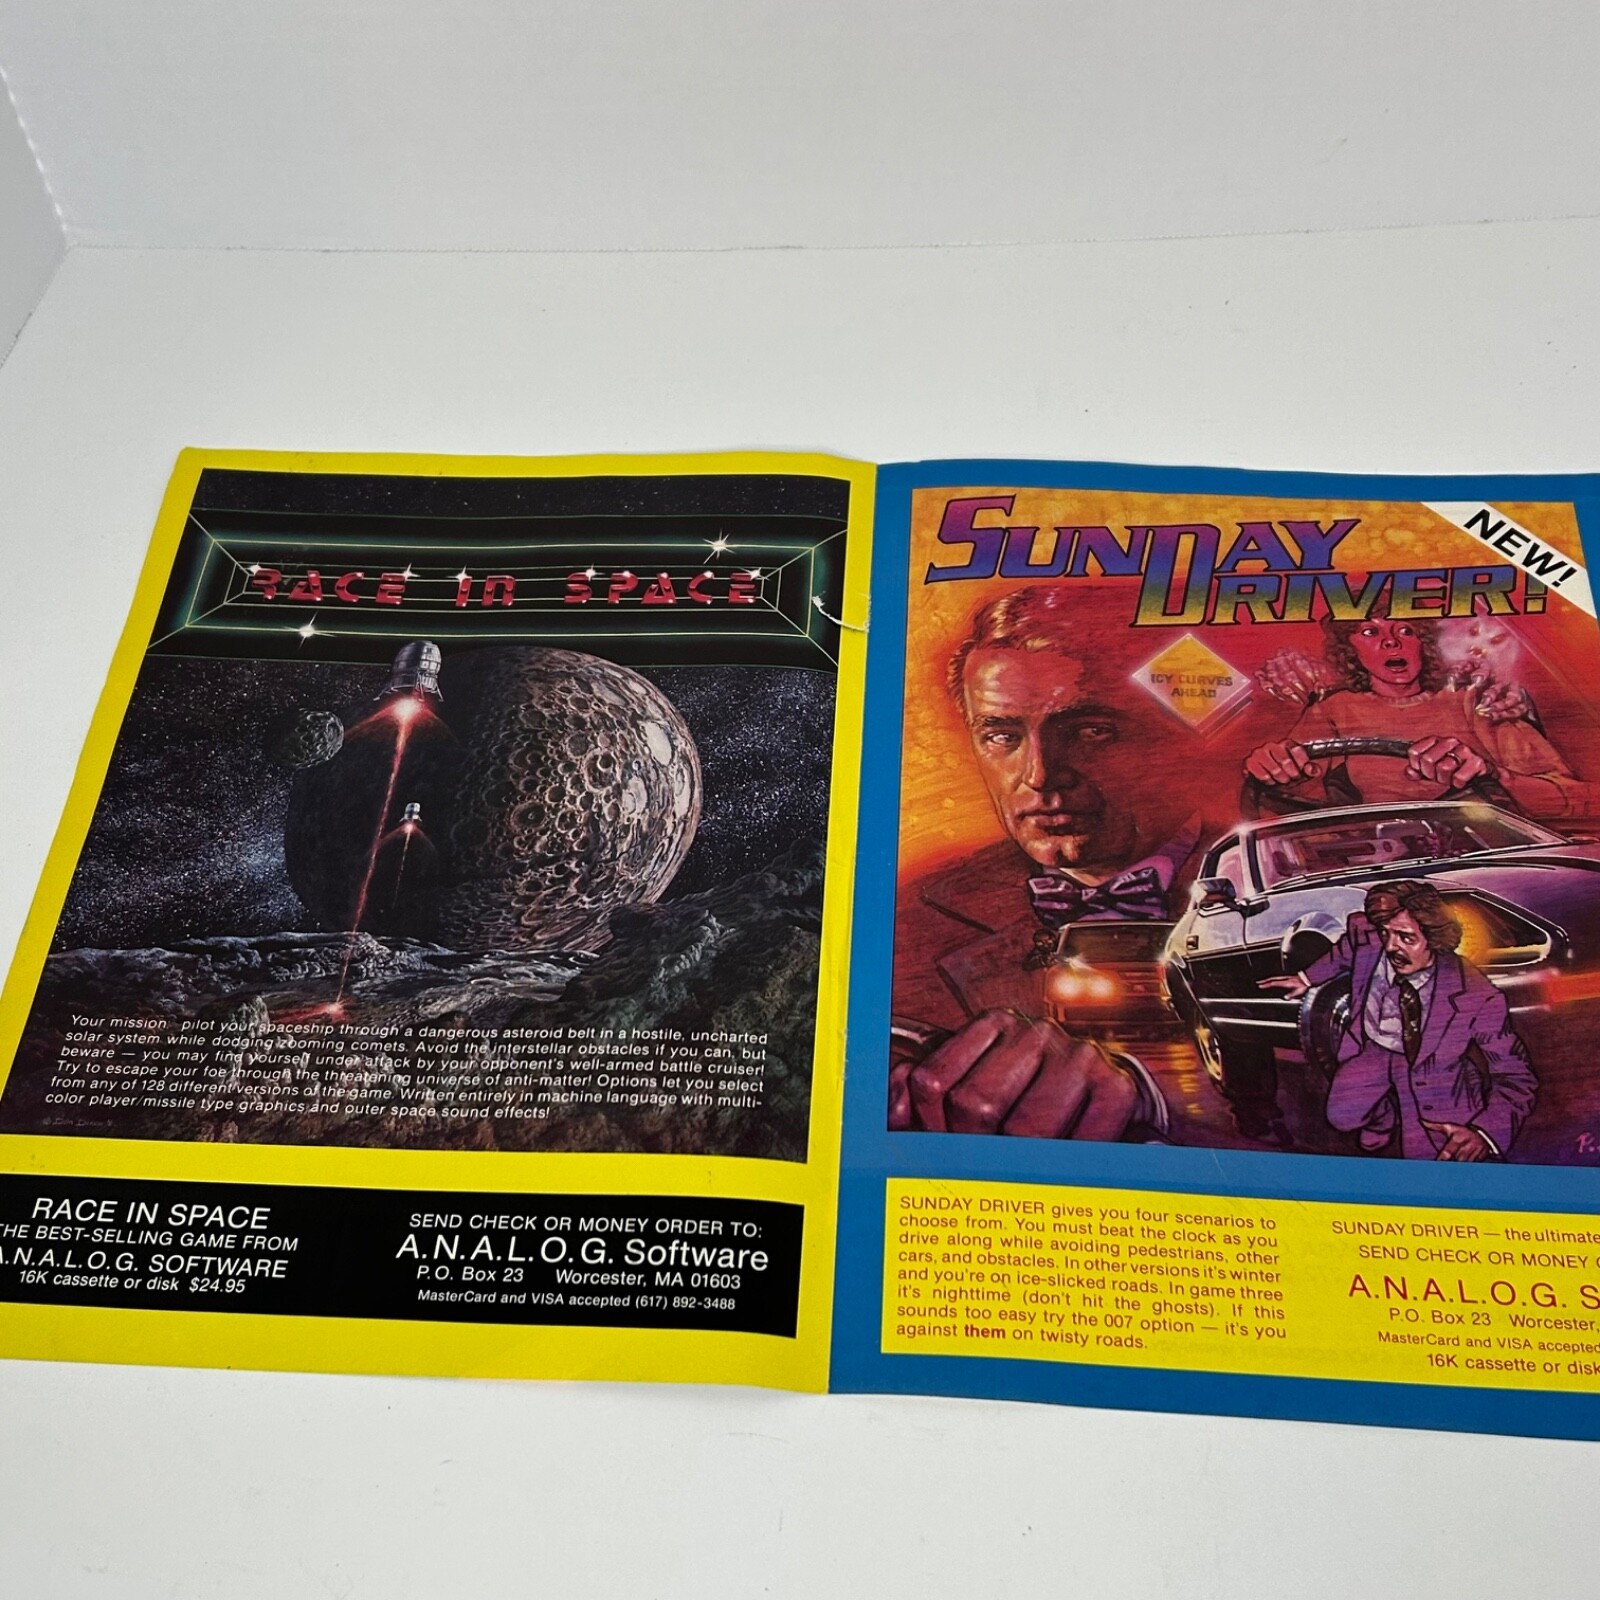 RACE IN SPACE
Your mission: pilot your spaceship through a dangerous asteroid belt in a hostile, uncharted
solar system while dodging zooming comets. Avoid the interstellar obstacles if you can, but
beware — you may find yourself under attack by your opponent's well-armed battle cruiser!
Try to escape your foe through the threatening universe of anti-matter! Options let you select
from any of 128 different versions of the game. Written entirely in machine language with multi-
color player/missile type graphics and outer space sound effects!
RACE IN SPACE
THE BEST-SELLING GAME FROM
A.N.A.L.O.G. SOFTWARE
16K cassette or disk $24.95
SEND CHECK OR MONEY ORDER TO:
A.N.A.L.O.G. Software
P.O. Box 23 Worcester, MA 01603
MasterCard and VISA accepted (617) 892-3488
SUNDAY
DRIVER!
NEW!
ICY CURVES
AHEAD
SUNDAY DRIVER gives you four scenarios to
choose from. You must beat the clock as you
drive along while avoiding pedestrians, other
cars, and obstacles. In other versions it's winter
and you're on ice-slicked roads. In game three
it's nighttime (don't hit the ghosts). If this
sounds too easy try the 007 option — it's you
against them on twisty roads.
SUNDAY DRIVER — the ultimate
SEND CHECK OR MONEY
A.N.A.L.O.G. S
P.O. Box 23 Worcester,
MasterCard and VISA accepted
16K cassette or disk